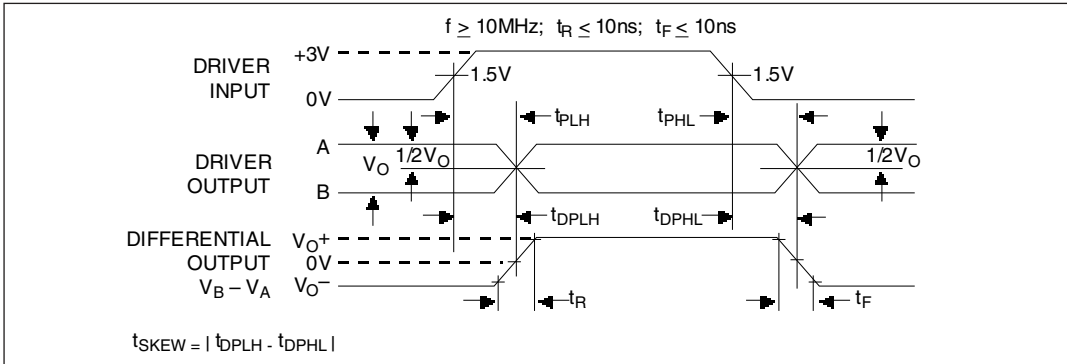 f ≥ 10MHz; tR ≤ 10ns; tF ≤ 10ns
+3V
DRIVER
INPUT
1.5V
1.5V
0V
tPLH
tPHL
A
DRIVER
OUTPUT
VO
1/2VO
1/2VO
B
tDPLH
tDPHL
DIFFERENTIAL
OUTPUT
VB – VA
VO+
0V
VO–
tR
tF
tSKEW = | tDPLH - tDPHL |